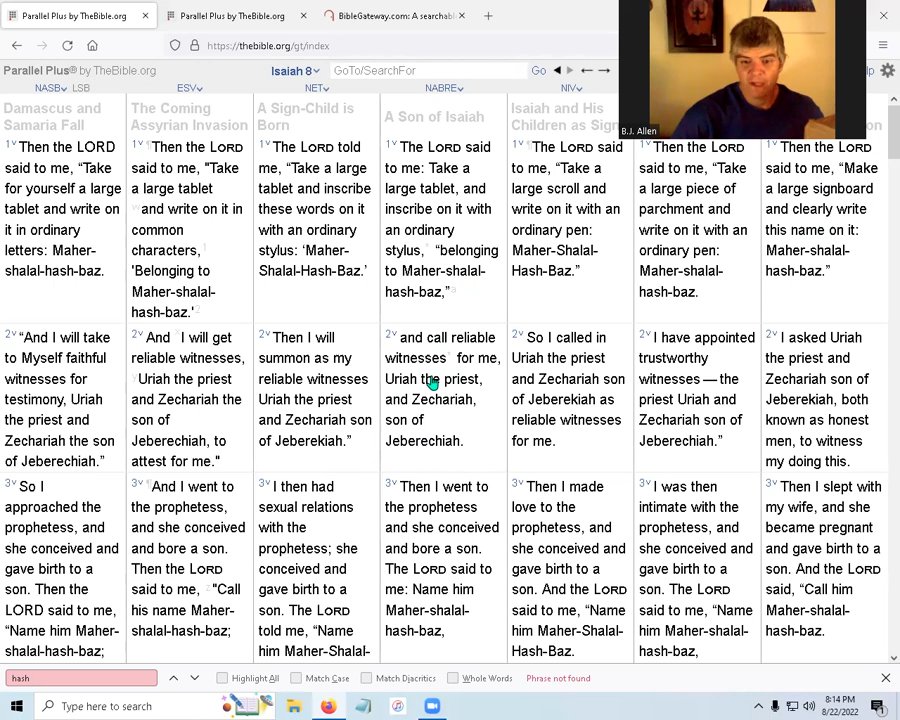 Parallel Plus by TheBible.org
Parallel Plus by TheBible.org
BibleGateway.com: A searchabl
https://thebible.org/gt/index
Parallel Plus® by TheBible.org
Isaiah 8
GoTo/SearchFor
Go
NASB LSB
ESV
NET
NABRE
NIV
B.J. Allen
Damascus and
Samaria Fall
1v Then the LORD
said to me, “Take
for yourself a large
tablet and write on
it in ordinary
letters: Maher-
shalal-hash-baz.
2v “And I will take
to Myself faithful
witnesses for
testimony, Uriah
the priest and
Zechariah the son
of Jeberechiah.”
3v So I
approached the
prophetess, and
she conceived and
gave birth to a
son. Then the
LORD said to me,
“Name him Maher-
shalal-hash-baz;
The Coming
Assyrian Invasion
1v ¶Then the LORD
said to me, "Take
a large tablet
w and write on it in
common
characters, 1
'Belonging to
Maher-shalal-
hash-baz.' 2
2v And x I will get
reliable witnesses,
y Uriah the priest
and Zechariah the
son of
Jeberechiah, to
attest for me."
3v ¶And I went to
the prophetess,
and she conceived
and bore a son.
Then the LORD
said to me, z "Call
his name Maher-
shalal-hash-baz;
A Sign-Child is
Born
1v The LORD told
me, “Take a large
tablet and inscribe
these words on it
with an ordinary
stylus: ‘Maher-
Shalal-Hash-Baz.’
2v Then I will
summon as my
reliable witnesses
Uriah the priest
and Zechariah son
of Jeberekiah.”
3v I then had
sexual relations
with the
prophetess; she
conceived and
gave birth to a
son. The LORD
told me, “Name
him Maher-Shalal-
A Son of Isaiah
1v The LORD said
to me: Take a
large tablet, and
inscribe on it with
an ordinary
stylus, “belonging
to Maher-shalal-
hash-baz,” a
2v and call reliable
witnesses for me,
Uriah the priest,
and Zechariah,
son of
Jeberechiah.
3v Then I went to
the prophetess
and she conceived
and bore a son.
The LORD said to
me: Name him
Maher-shalal-
hash-baz,
Isaiah and His
Children as Sign
1v ¶The LORD said
to me, “Take a
large scroll and
write on it with an
ordinary pen:
Maher-Shalal-
Hash-Baz.”
2v So I called in
Uriah the priest
and Zechariah son
of Jeberekiah as
reliable witnesses
for me.
3v Then I made
love to the
prophetess, and
she conceived and
gave birth to a
son. And the LORD
said to me, “Name
him Maher-Shalal-
Hash-Baz.
1v Then the LORD
said to me, “Take
a large piece of
parchment and
write on it with an
ordinary pen:
Maher-shalal-
hash-baz.
2v I have appointed
trustworthy
witnesses — the
priest Uriah and
Zechariah son of
Jeberechiah.”
3v I was then
intimate with the
prophetess, and
she conceived and
gave birth to a
son. The LORD
said to me, “Name
him Maher-shalal-
hash-baz,
1v Then the LORD
said to me, “Make
a large signboard
and clearly write
this name on it:
Maher-shalal-
hash-baz.”
2v I asked Uriah
the priest and
Zechariah son of
Jeberekiah, both
known as honest
men, to witness
my doing this.
3v Then I slept with
my wife, and she
became pregnant
and gave birth to a
son. And the LORD
said, “Call him
Maher-shalal-
hash-baz.
hash
Highlight All
Match Case
Match Diacritics
Whole Words
Phrase not found
Type here to search
8:14 PM
8/22/2022